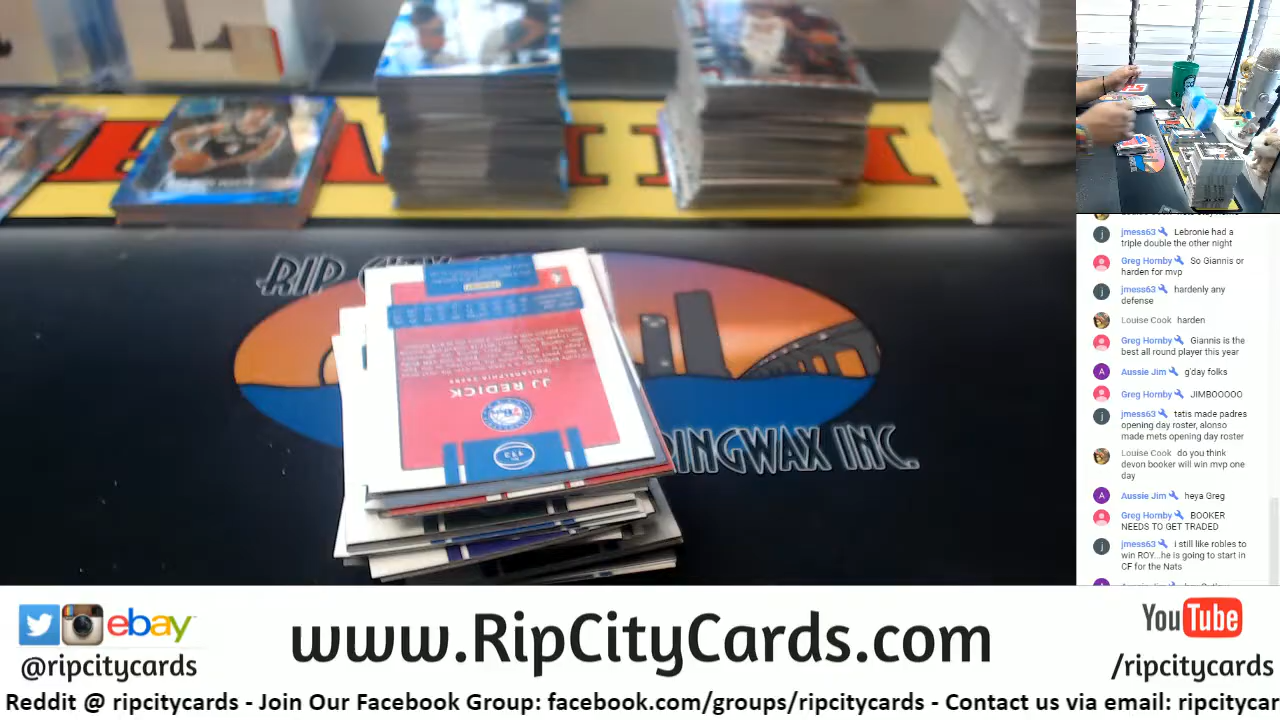 RIP CITY
RIPPINGWAX INC.
JJ REDICK
PHILADELPHIA 76ERS
112
jmess63 Lebronie had a
triple double the other night
Greg Hornby So Giannis or
harden for mvp
jmess63 hardenly any
defense
Louise Cook harden
Greg Hornby Giannis is the
best all round player this year
Aussie Jim g'day folks
Greg Hornby JIMBOOOOO
jmess63 tatis made padres
opening day roster, alonso
made mets opening day roster
Louise Cook do you think
devon booker will win mvp one
day
Aussie Jim heya Greg
Greg Hornby BOOKER
NEEDS TO GET TRADED
jmess63 i still like robles to
win ROY...he is going to start in
CF for the Nats
ebay
@ripcitycards
www.RipCityCards.com
YouTube
/ripcitycards
Reddit @ ripcitycards - Join Our Facebook Group: facebook.com/groups/ripcitycards - Contact us via email: ripcitycar